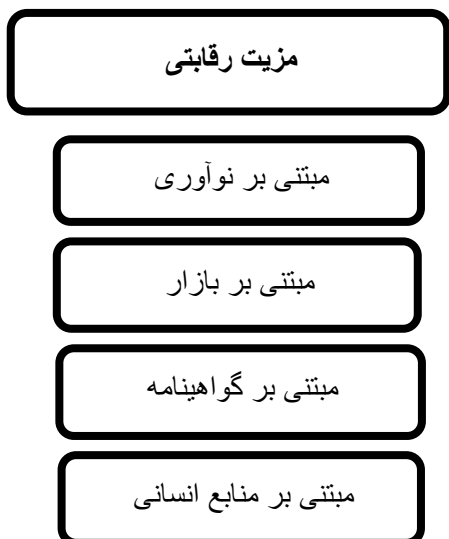 مزیت رقابتی
مبتنی بر نوآوری
مبتنی بر بازار
مبتنی بر گواهینامه
مبتنی بر منابع انسانی